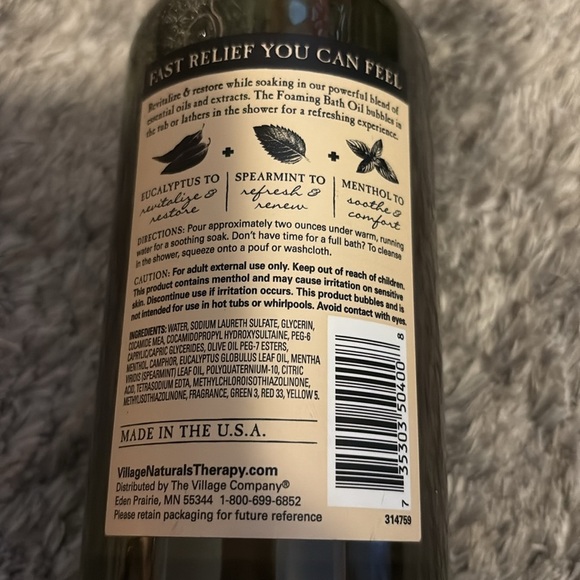 FAST RELIEF YOU CAN FEEL
Revitalize & restore while soaking in our powerful blend of
essential oils and extracts. The Foaming Bath Oil bubbles in
the tub or lathers in the shower for a refreshing experience.
EUCALYPTUS TO
revitalize &
restore
SPEARMINT TO
refresh &
renew
MENTHOL TO
soothe &
comfort
DIRECTIONS: Pour approximately two ounces under warm, running
water for a soothing soak. Don't have time for a full bath? To cleanse
in the shower, squeeze onto a pouf or washcloth.
CAUTION: For adult external use only. Keep out of reach of children.
This product contains menthol and may cause irritation on sensitive
skin. Discontinue use if irritation occurs. This product bubbles and is
not intended for use in hot tubs or whirlpools. Avoid contact with eyes.
INGREDIENTS: WATER, SODIUM LAURETH SULFATE, GLYCERIN,
COCAMIDE MEA, COCAMIDOPROPYL HYDROXYSULTAINE, PEG-6
CAPRYLIC/CAPRIC GLYCERIDES, OLIVE OIL PEG-7 ESTERS,
MENTHOL, CAMPHOR, EUCALYPTUS GLOBULUS LEAF OIL, MENTHA
VIRIDIS (SPEARMINT) LEAF OIL, POLYQUATERNIUM-10, CITRIC
ACID, TETRASODIUM EDTA, METHYLCHLOROISOTHIAZOLINONE,
METHYLISOTHIAZOLINONE, FRAGRANCE, GREEN 3, RED 33, YELLOW 5.
MADE IN THE U.S.A.
VillageNaturalsTherapy.com
Distributed by The Village Company®
Eden Prairie, MN 55344 1-800-699-6852
Please retain packaging for future reference
7 35303 50400 8
314759